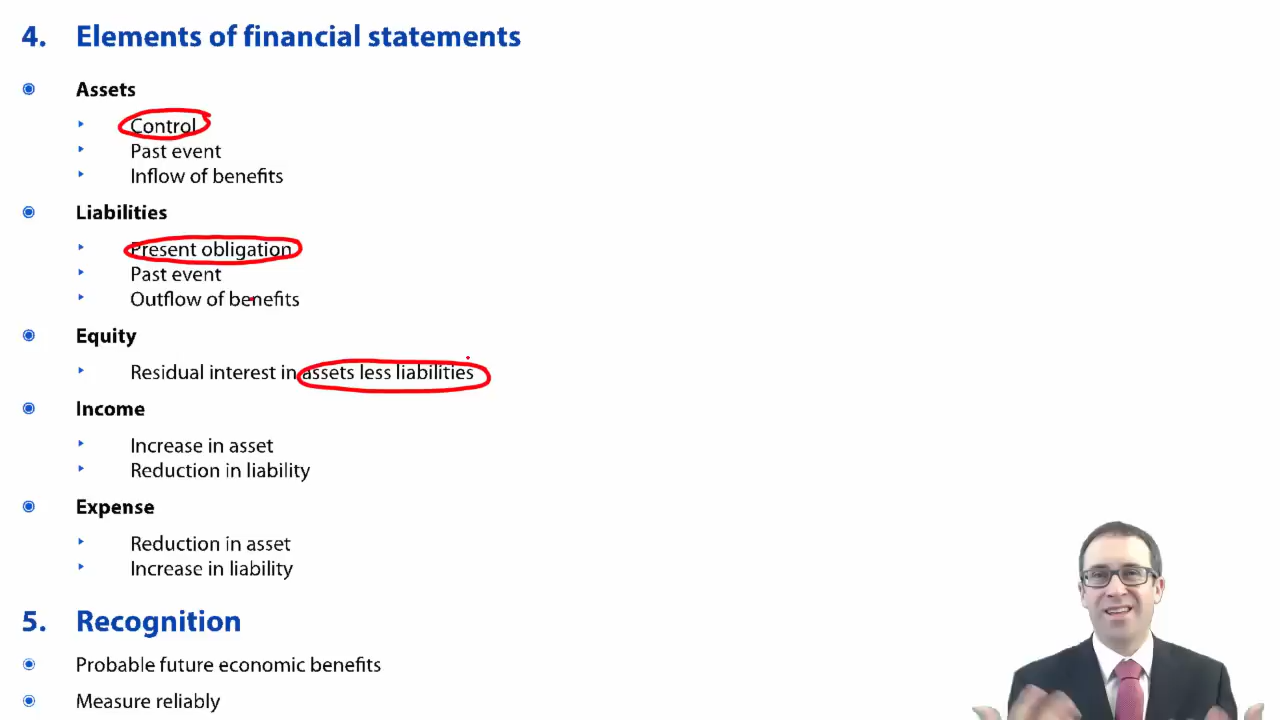 4. Elements of financial statements
Assets
Control
Past event
Inflow of benefits
Liabilities
Present obligation
Past event
Outflow of benefits
Equity
Residual interest in assets less liabilities
Income
Increase in asset
Reduction in liability
Expense
Reduction in asset
Increase in liability
5. Recognition
Probable future economic benefits
Measure reliably